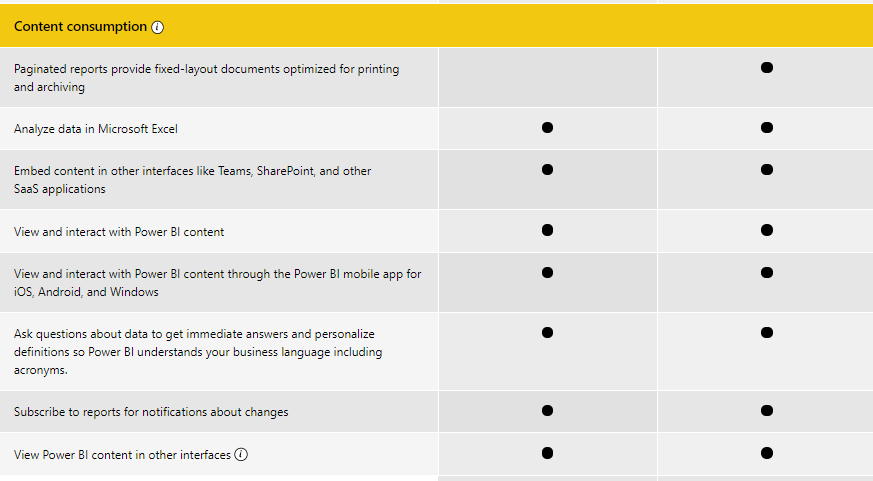 Content consumption
Paginated reports provide fixed-layout documents optimized for printing
and archiving
Analyze data in Microsoft Excel
Embed content in other interfaces like Teams, SharePoint, and other
SaaS applications
View and interact with Power BI content
View and interact with Power BI content through the Power BI mobile app for
iOS, Android, and Windows
Ask questions about data to get immediate answers and personalize
definitions so Power BI understands your business language including
acronyms.
Subscribe to reports for notifications about changes
View Power BI content in other interfaces